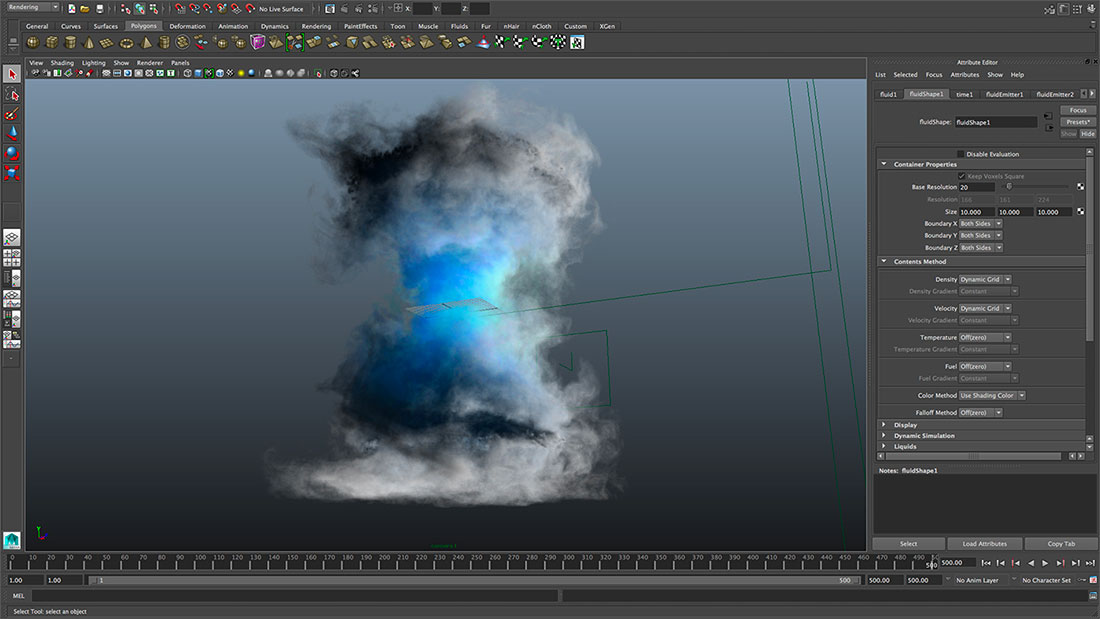 Rendering
No Live Surface
X:
Y:
Z:
General Curves Surfaces Polygons Deformation Animation Dynamics Rendering PaintEffects Toon Muscle Fluids Fur nHair nCloth Custom XGen
View Shading Lighting Show Renderer Panels
Attribute Editor
List Selected Focus Attributes Show Help
fluid1 fluidShape1 time1 fluidEmitter1 fluidEmitter2
Focus
fluidShape: fluidShape1 Presets*
Show Hide
Disable Evaluation
Container Properties
Keep Voxels Square
Base Resolution 20
Resolution 166 161 224
Size 10.000 10.000 10.000
Boundary X Both Sides
Boundary Y Both Sides
Boundary Z Both Sides
Contents Method
Density Dynamic Grid
Density Gradient Constant
Velocity Dynamic Grid
Velocity Gradient Constant
Temperature Off(zero)
Temperature Gradient Constant
Fuel Off(zero)
Fuel Gradient Constant
Color Method Use Shading Color
Falloff Method Off(zero)
Display
Dynamic Simulation
Liquids
Notes: fluidShape1
Select Load Attributes Copy Tab
0 10 20 30 40 50 60 70 80 90 100 110 120 130 140 150 160 170 180 190 200 210 220 230 240 250 260 270 280 290 300 310 320 330 340 350 360 370 380 390 400 410 420 430 440 450 460 470 480 490
500 500.00
1.00 1.00 1 500 500.00 500.00 No Anim Layer No Character Set
MEL
Select Tool: select an object